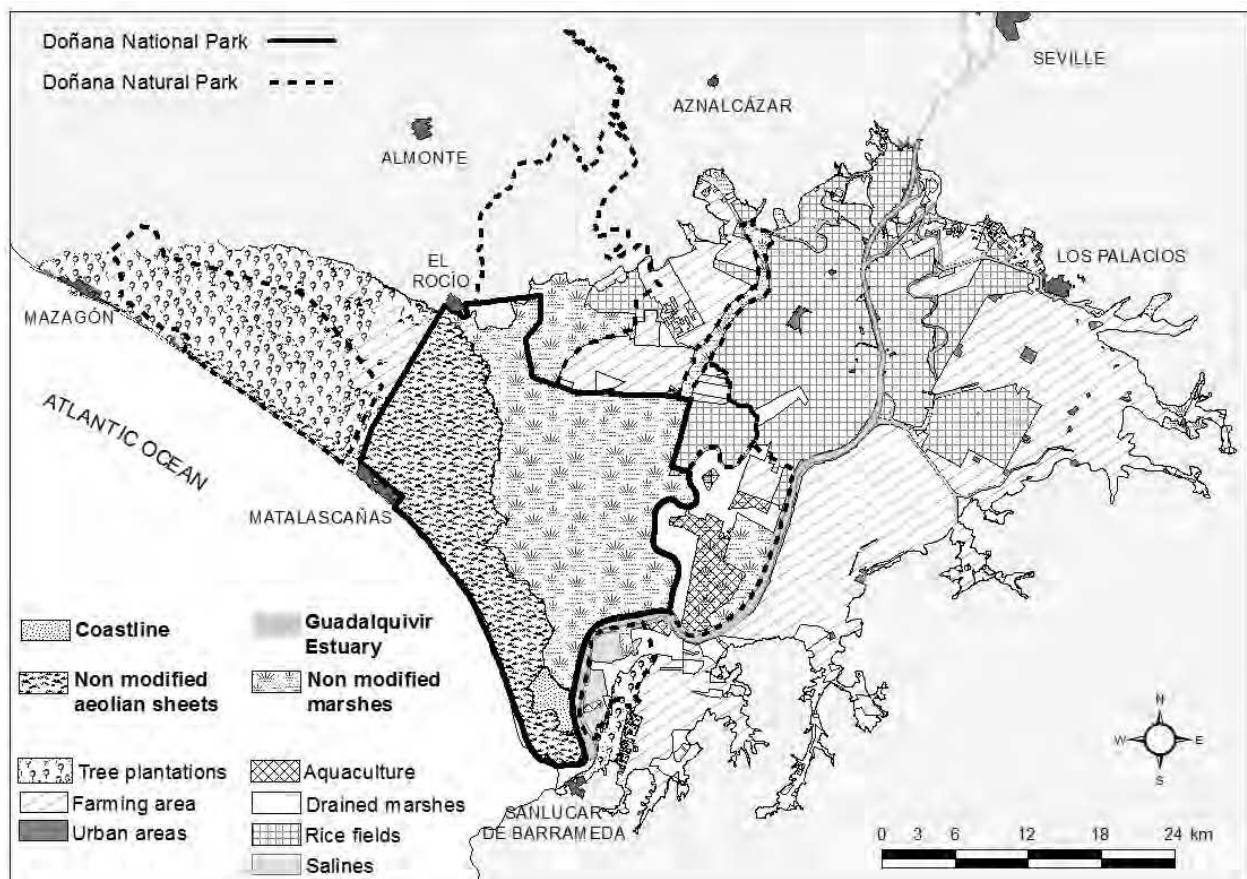 Doñana National Park
Doñana Natural Park
SEVILLE
AZNALCÁZAR
ALMONTE
LOS PALACIOS
EL
ROCÍO
MAZAGÓN
ATLANTIC OCEAN
MATALASCAÑAS
Coastline
Guadalquivir
Estuary
Non modified
aeolian sheets
Non modified
marshes
Tree plantations
Aquaculture
Farming area
Drained marshes
Urban areas
Rice fields
Salines
SANLUCAR
DE BARRAMEDA
N
W
E
S
0 3 6 12 18 24 km